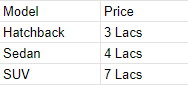 Model Price
Hatchback 3 Lacs
Sedan 4 Lacs
SUV 7 Lacs